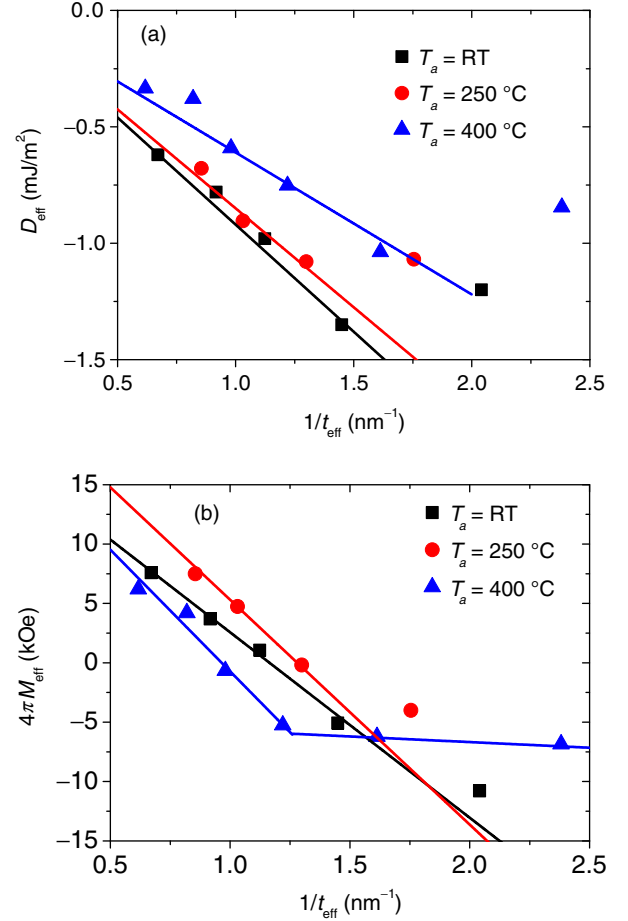 (a)
T_a = RT
T_a = 250 °C
T_a = 400 °C
D_eff (mJ/m²)
0.0
−0.5
−1.0
−1.5
0.5 1.0 1.5 2.0 2.5
1/t_eff (nm⁻¹)
(b)
T_a = RT
T_a = 250 °C
T_a = 400 °C
4πM_eff (kOe)
15
10
5
0
−5
−10
−15
0.5 1.0 1.5 2.0 2.5
1/t_eff (nm⁻¹)